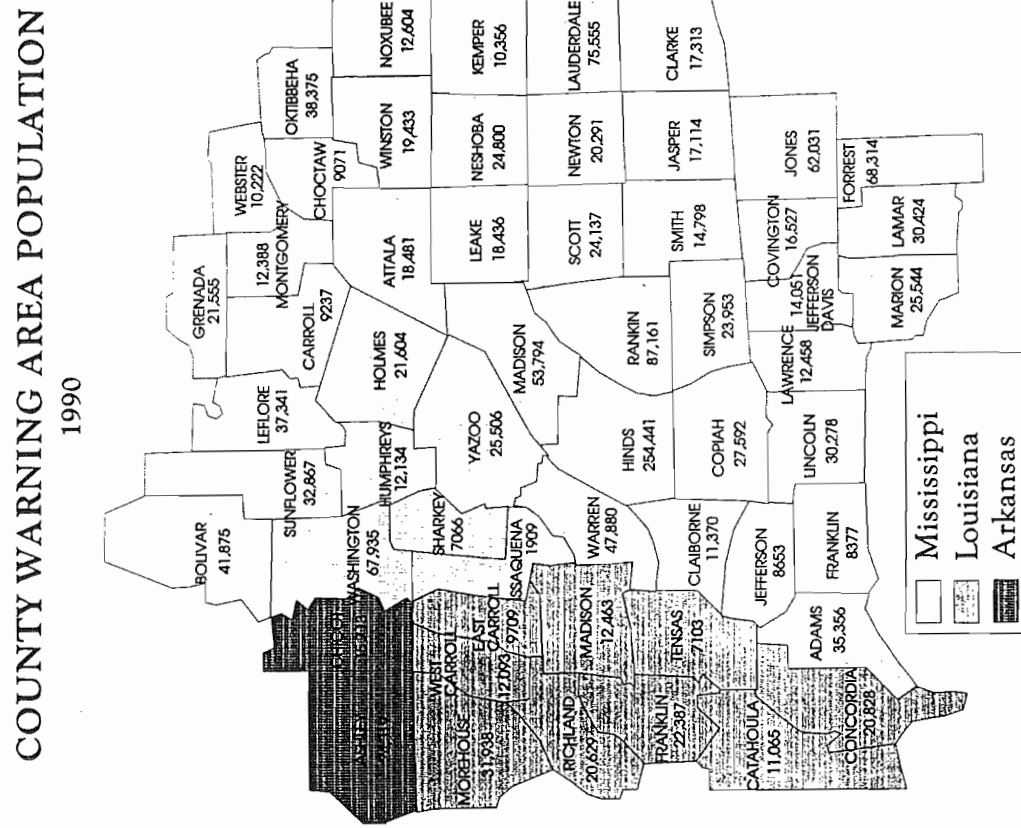 COUNTY WARNING AREA POPULATION
1990
BOLIVAR
41,875
SUNFLOWER
32,867
LEFLORE
37,341
GRENADA
21,555
WEBSTER
10,222
OKTIBBEHA
38,375
12,388
MONTGOMERY
CHOCTAW
9071
CARROLL
9237
NOXUBEE
12,604
WINSTON
19,433
ATTALA
18,481
HOLMES
21,604
HUMPHREYS
12,134
WASHINGTON
67,935
SHARKEY
7066
YAZOO
25,506
MADISON
53,794
LEAKE
18,436
NESHOBA
24,800
KEMPER
10,356
LAUDERDALE
75,555
NEWTON
20,291
SCOTT
24,137
ISSAQUENA
1909
WARREN
47,880
HINDS
254,441
RANKIN
87,161
SMITH
14,798
JASPER
17,114
CLARKE
17,313
SIMPSON
23,953
COPIAH
27,592
CLAIBORNE
11,370
JEFFERSON
8653
FRANKLIN
8377
LINCOLN
30,278
LAWRENCE
12,458
14,051
JEFFERSON
DAVIS
COVINGTON
16,527
JONES
62,031
FORREST
68,314
LAMAR
30,424
MARION
25,544
ADAMS
35,356
WEST
CARROLL
12,093
EAST
CARROLL
9709
MOREHOUSE
31,938
RICHLAND
20,629
MADISON
12,463
FRANKLIN
22,387
TENSAS
7,103
CATAHOULA
11,065
CONCORDIA
20,828
Mississippi
Louisiana
Arkansas